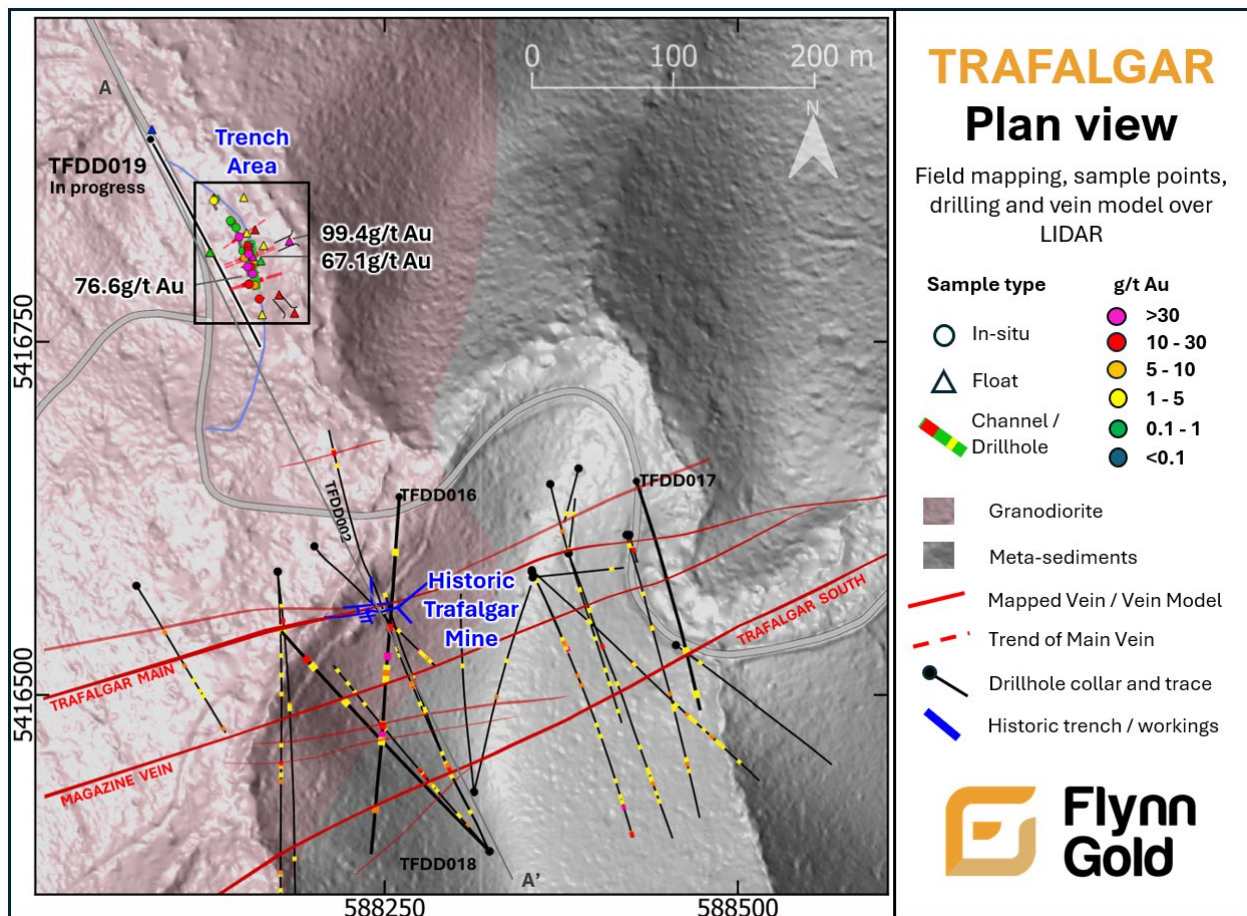 A
TFDD019
In progress
Trench
Area
99.4g/t Au
67.1g/t Au
76.6g/t Au
0 100 200 m
N
5416750
TFDD002
TFDD016
TFDD017
Historic
Trafalgar
Mine
TRAFALGAR SOUTH
TRAFALGAR MAIN
MAGAZINE VEIN
5416500
TFDD018
A'
588250
588500
TRAFALGAR
Plan view
Field mapping, sample points,
drilling and vein model over
LIDAR
Sample type
In-situ
Float
Channel /
Drillhole
g/t Au
>30
10 - 30
5 - 10
1 - 5
0.1 - 1
<0.1
Granodiorite
Meta-sediments
Mapped Vein / Vein Model
Trend of Main Vein
Drillhole collar and trace
Historic trench / workings
Flynn
Gold